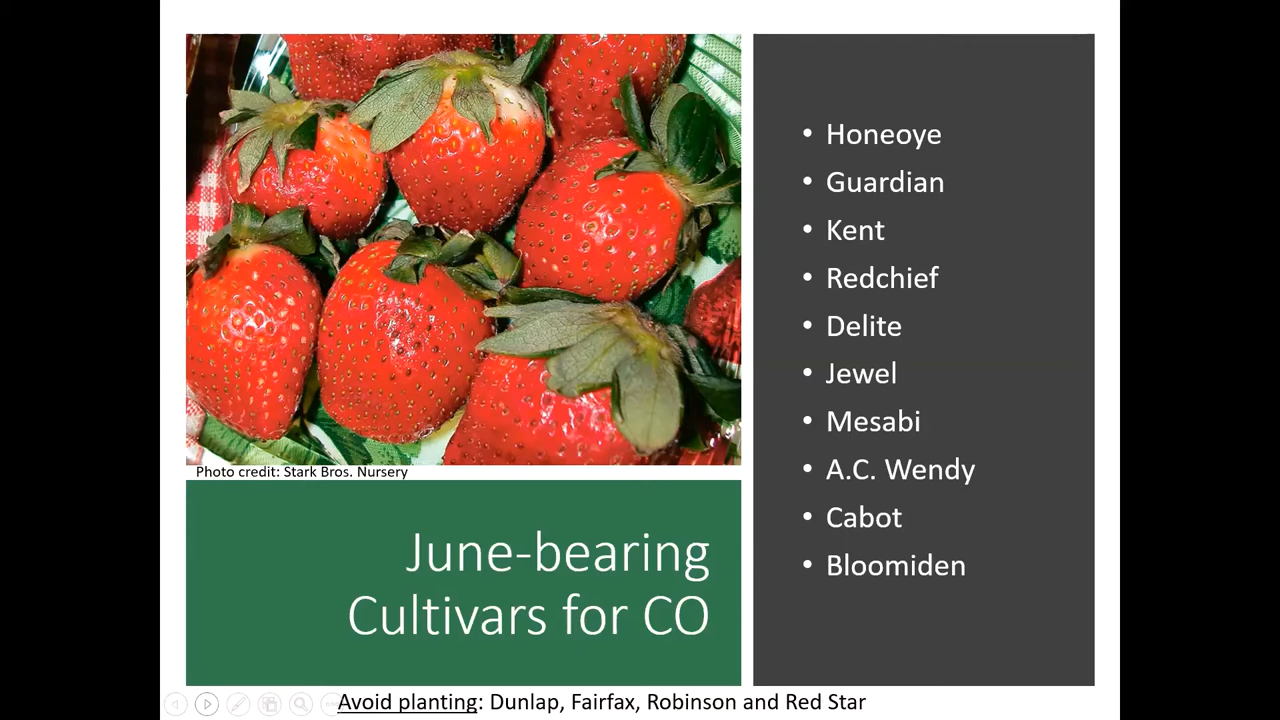 Photo credit: Stark Bros. Nursery
June-bearing
Cultivars for CO
• Honeoye
• Guardian
• Kent
• Redchief
• Delite
• Jewel
• Mesabi
• A.C. Wendy
• Cabot
• Bloomiden
Avoid planting: Dunlap, Fairfax, Robinson and Red Star